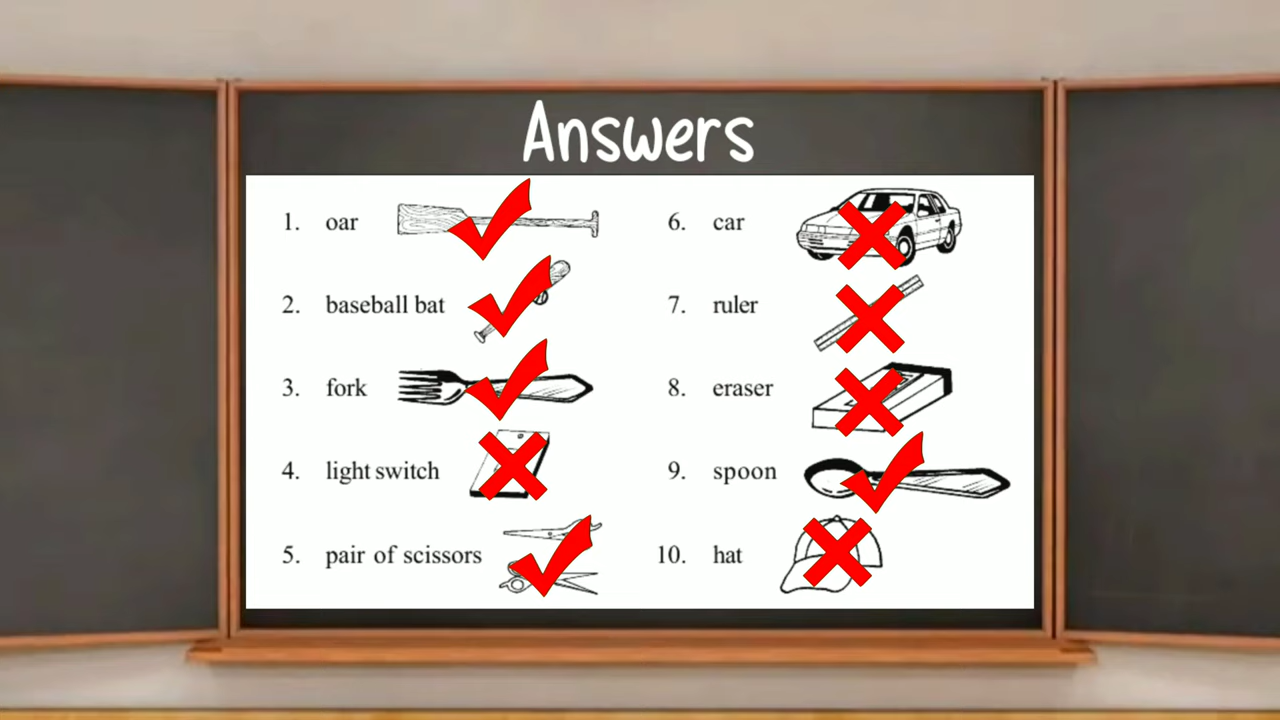 Answers
1. oar
2. baseball bat
3. fork
4. light switch
5. pair of scissors
6. car
7. ruler
8. eraser
9. spoon
10. hat